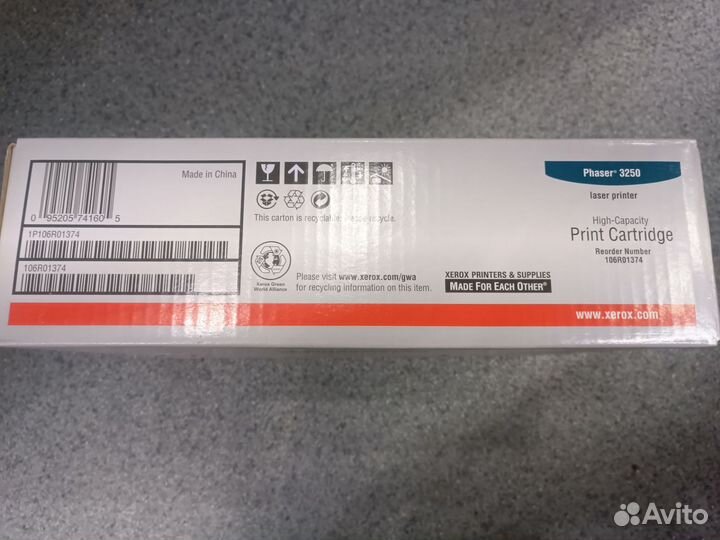 Made in China
0 95205 74160 5
1P106R01374
106R01374
This carton is recyclable. Please recycle.
Xerox Green
World Alliance
Please visit www.xerox.com/gwa
for recycling information on this item.
XEROX PRINTERS & SUPPLIES
MADE FOR EACH OTHER®
Phaser® 3250
laser printer
High-Capacity
Print Cartridge
Reorder Number
106R01374
www.xerox.com
Avito